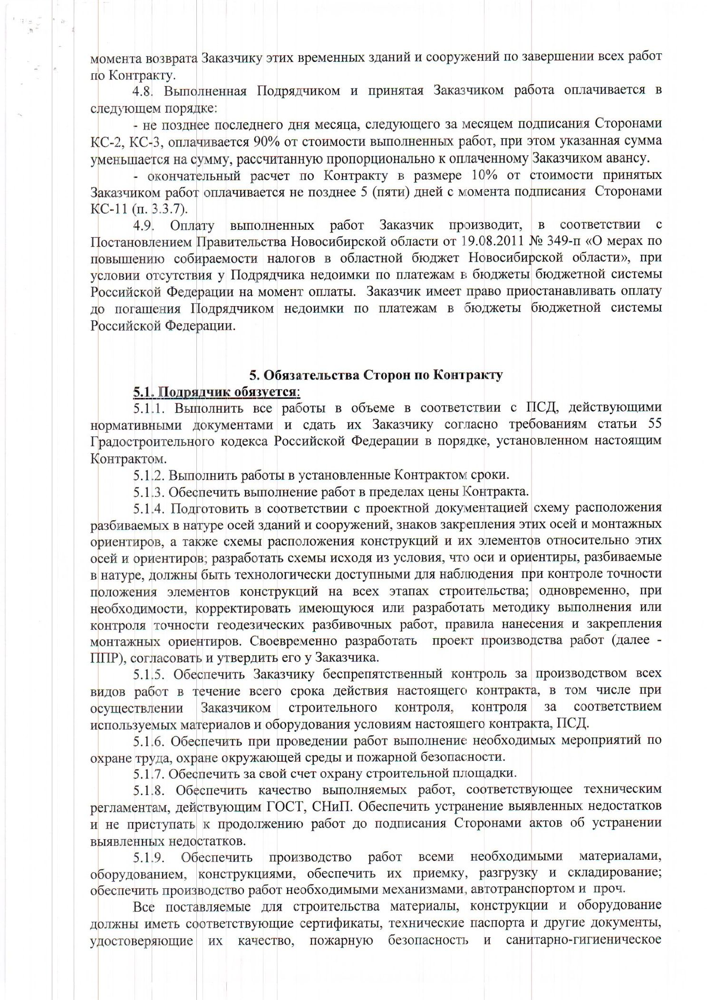 момента возврата Заказчику этих временных зданий и сооружений по завершении всех работ
по Контракту.
4.8. Выполненная Подрядчиком и принятая Заказчиком работа оплачивается в
следующем порядке:
- не позднее последнего дня месяца, следующего за месяцем подписания Сторонами
КС-2, КС-3, оплачивается 90% от стоимости выполненных работ, при этом указанная сумма
уменьшается на сумму, рассчитанную пропорционально к оплаченному Заказчиком авансу.
- окончательный расчет по Контракту в размере 10% от стоимости принятых
Заказчиком работ оплачивается не позднее 5 (пяти) дней с момента подписания Сторонами
КС-11 (п. 3.3.7).
4.9. Оплату выполненных работ Заказчик производит, в соответствии с
Постановлением Правительства Новосибирской области от 19.08.2011 № 349-п «О мерах по
повышению собираемости налогов в областной бюджет Новосибирской области», при
условии отсутствия у Подрядчика недоимки по платежам в бюджеты бюджетной системы
Российской Федерации на момент оплаты. Заказчик имеет право приостанавливать оплату
до погашения Подрядчиком недоимки по платежам в бюджеты бюджетной системы
Российской Федерации.
5. Обязательства Сторон по Контракту
5.1. Подрядчик обязуется:
5.1.1. Выполнить все работы в объеме в соответствии с ПСД, действующими
нормативными документами и сдать их Заказчику согласно требованиям статьи 55
Градостроительного кодекса Российской Федерации в порядке, установленном настоящим
Контрактом.
5.1.2. Выполнить работы в установленные Контрактом сроки.
5.1.3. Обеспечить выполнение работ в пределах цены Контракта.
5.1.4. Подготовить в соответствии с проектной документацией схему расположения
разбиваемых в натуре осей зданий и сооружений, знаков закрепления этих осей и монтажных
ориентиров, а также схемы расположения конструкций и их элементов относительно этих
осей и ориентиров; разработать схемы исходя из условия, что оси и ориентиры, разбиваемые
в натуре, должны быть технологически доступными для наблюдения при контроле точности
положения элементов конструкций на всех этапах строительства; одновременно, при
необходимости, корректировать имеющуюся или разработать методику выполнения или
контроля точности геодезических разбивочных работ, правила нанесения и закрепления
монтажных ориентиров. Своевременно разработать проект производства работ (далее -
ППР), согласовать и утвердить его у Заказчика.
5.1.5. Обеспечить Заказчику беспрепятственный контроль за производством всех
видов работ в течение всего срока действия настоящего контракта, в том числе при
осуществлении Заказчиком строительного контроля, контроля за соответствием
используемых материалов и оборудования условиям настоящего контракта, ПСД.
5.1.6. Обеспечить при проведении работ выполнение необходимых мероприятий по
охране труда, охране окружающей среды и пожарной безопасности.
5.1.7. Обеспечить за свой счет охрану строительной площадки.
5.1.8. Обеспечить качество выполняемых работ, соответствующее техническим
регламентам, действующим ГОСТ, СНиП. Обеспечить устранение выявленных недостатков
и не приступать к продолжению работ до подписания Сторонами актов об устранении
выявленных недостатков.
5.1.9. Обеспечить производство работ всеми необходимыми материалами,
оборудованием, конструкциями, обеспечить их приемку, разгрузку и складирование;
обеспечить производство работ необходимыми механизмами, автотранспортом и проч.
Все поставляемые для строительства материалы, конструкции и оборудование
должны иметь соответствующие сертификаты, технические паспорта и другие документы,
удостоверяющие их качество, пожарную безопасность и санитарно-гигиеническое